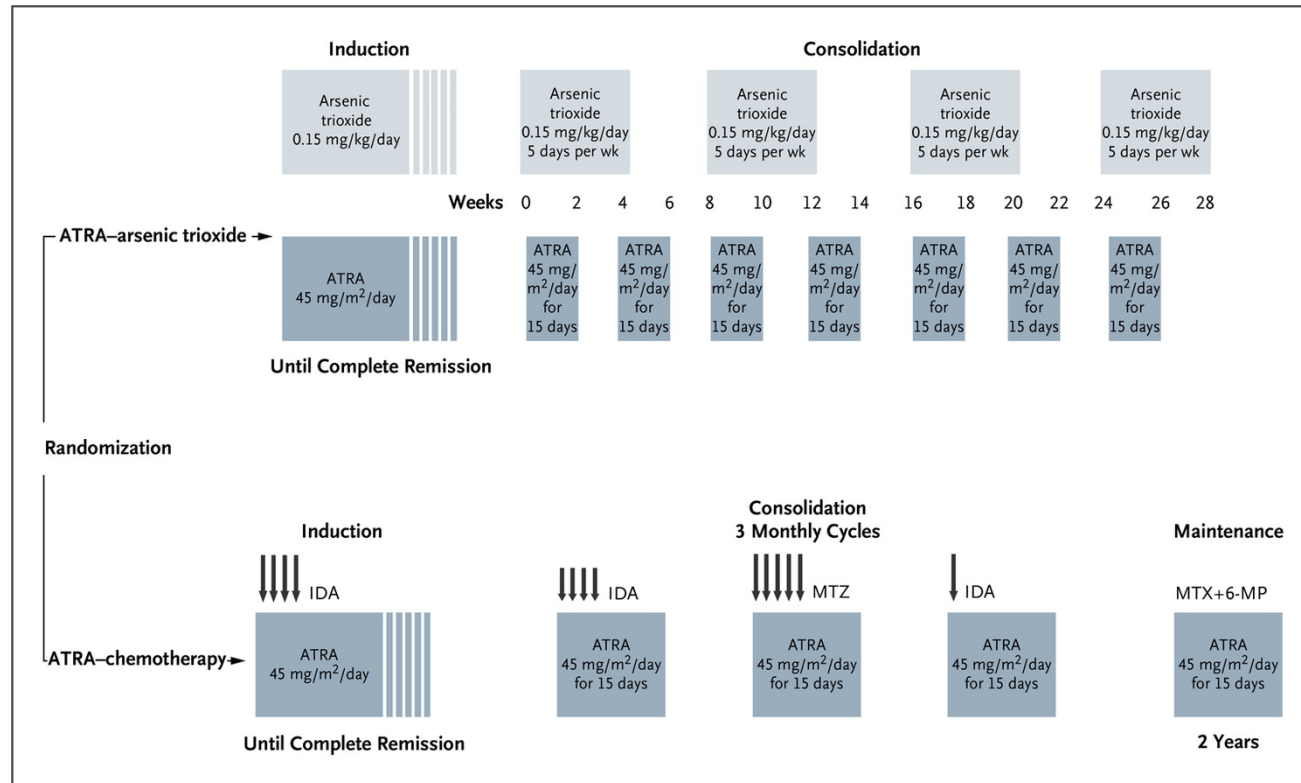 Induction
Consolidation
Arsenic
trioxide
0.15 mg/kg/day
Arsenic
trioxide
0.15 mg/kg/day
5 days per wk
Arsenic
trioxide
0.15 mg/kg/day
5 days per wk
Arsenic
trioxide
0.15 mg/kg/day
5 days per wk
Arsenic
trioxide
0.15 mg/kg/day
5 days per wk
Weeks 0 2 4 6 8 10 12 14 16 18 20 22 24 26 28
ATRA–arsenic trioxide
ATRA
45 mg/m²/day
ATRA
45 mg/
m²/day
for
15 days
ATRA
45 mg/
m²/day
for
15 days
ATRA
45 mg/
m²/day
for
15 days
ATRA
45 mg/
m²/day
for
15 days
ATRA
45 mg/
m²/day
for
15 days
ATRA
45 mg/
m²/day
for
15 days
ATRA
45 mg/
m²/day
for
15 days
Until Complete Remission
Randomization
Induction
Consolidation
3 Monthly Cycles
Maintenance
IDA
IDA
MTZ
IDA
MTX+6-MP
ATRA–chemotherapy
ATRA
45 mg/m²/day
ATRA
45 mg/m²/day
for 15 days
ATRA
45 mg/m²/day
for 15 days
ATRA
45 mg/m²/day
for 15 days
ATRA
45 mg/m²/day
for 15 days
Until Complete Remission
2 Years